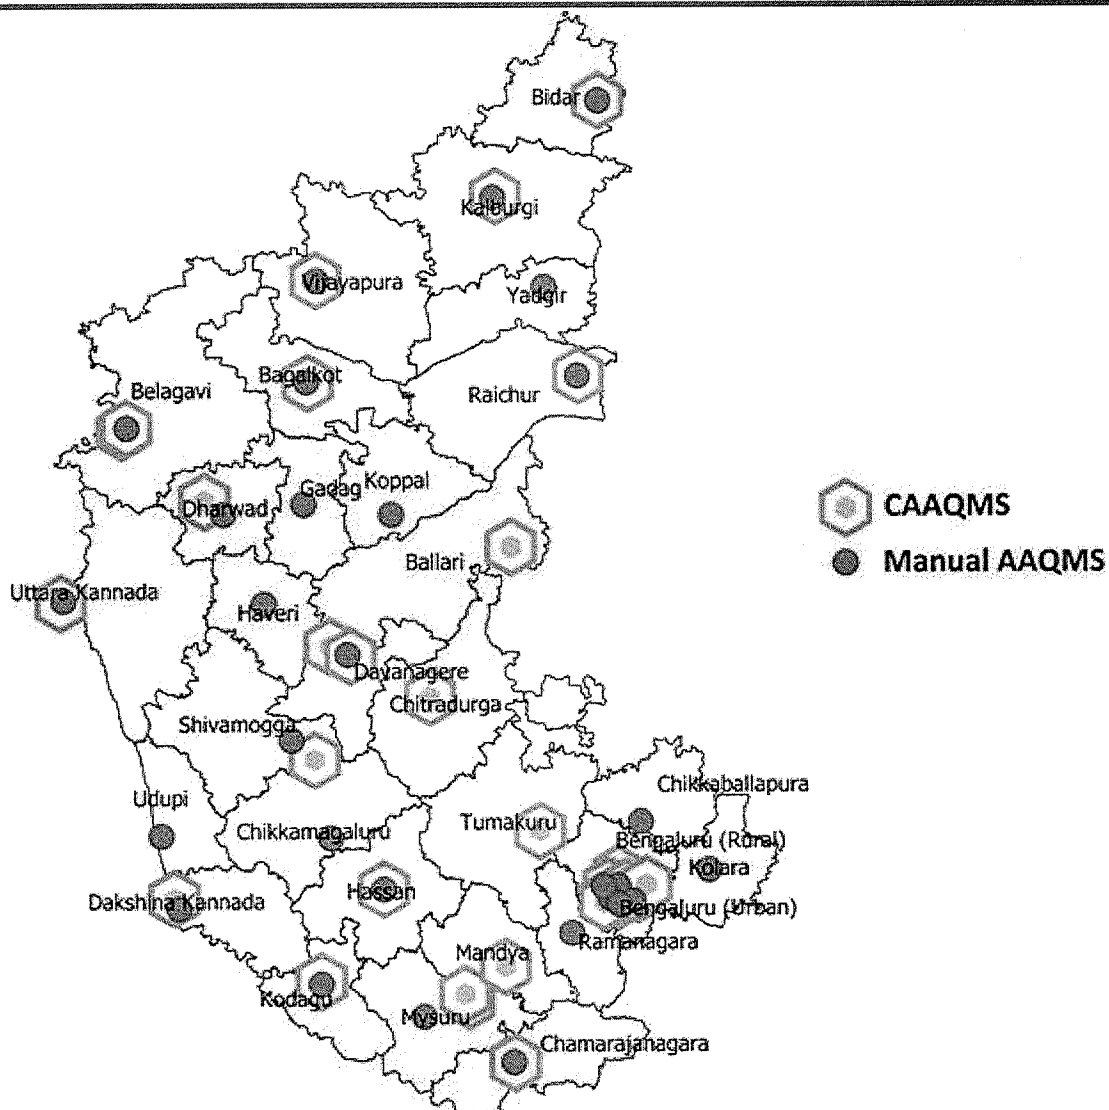 Bidar
Kalburgi
Vijayapura
Yadgir
Bagalkot
Belagavi
Raichur
Gadag
Koppal
Dharwad
CAAQMS
Ballari
Manual AAQMS
Uttara Kannada
Haveri
Davanagere
Chitradurga
Shivamogga
Chikkaballapura
Udupi
Tumakuru
Chikkamagaluru
Bengaluru (Rural)
Kolara
Hassan
Dakshina Kannada
Bengaluru (Urban)
Ramanagara
Mandya
Kodagu
Mysuru
Chamarajanagara